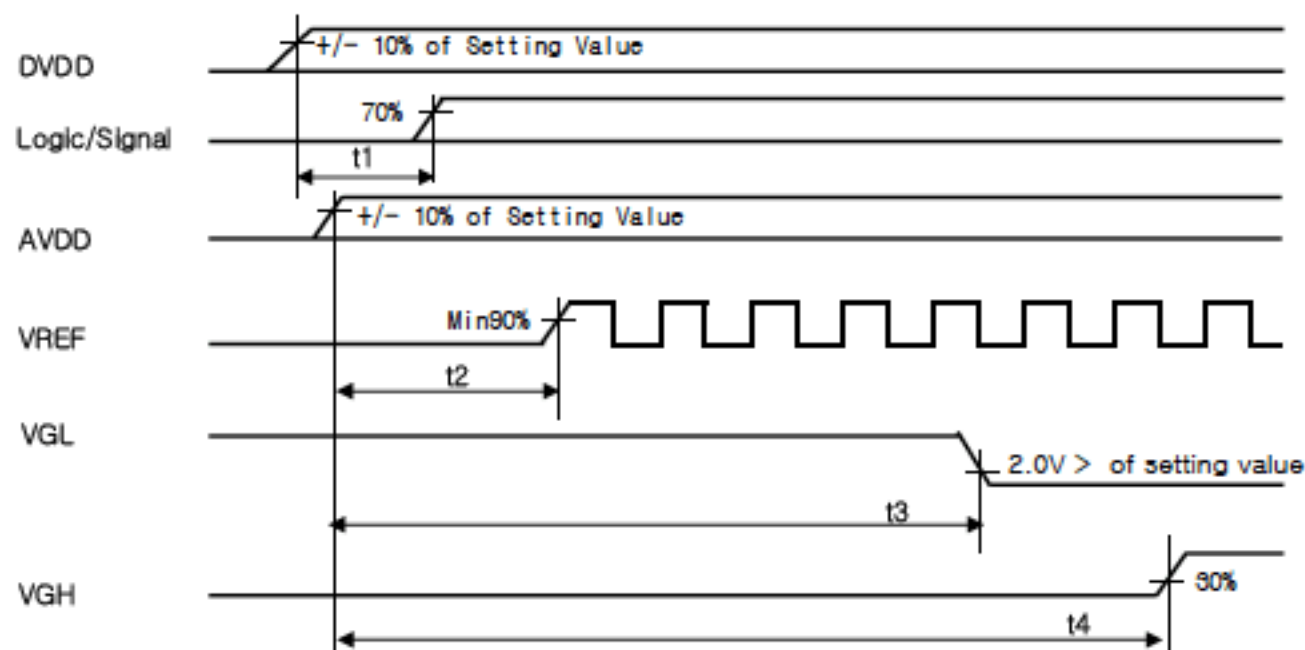 DVDD
+/- 10% of Setting Value
70%
Logic/Signal
t1
+/- 10% of Setting Value
AVDD
Min90%
VREF
t2
VGL
2.0V > of setting value
t3
VGH
t4